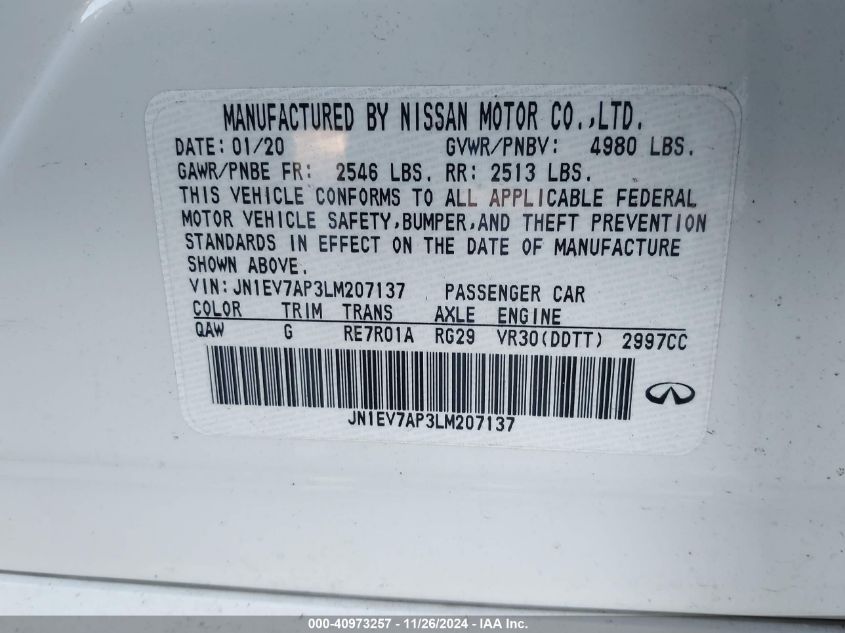 MANUFACTURED BY NISSAN MOTOR CO.,LTD.
DATE: 01/20 GVWR/PNBV: 4980 LBS.
GAWR/PNBE FR: 2546 LBS. RR: 2513 LBS.
THIS VEHICLE CONFORMS TO ALL APPLICABLE FEDERAL
MOTOR VEHICLE SAFETY,BUMPER,AND THEFT PREVENTION
STANDARDS IN EFFECT ON THE DATE OF MANUFACTURE
SHOWN ABOVE.
VIN:JN1EV7AP3LM207137 PASSENGER CAR
COLOR TRIM TRANS AXLE ENGINE
QAW G RE7R01A RG29 VR30(DDTT) 2997CC
JN1EV7AP3LM207137
000-40973257 - 11/26/2024 - IAA Inc.